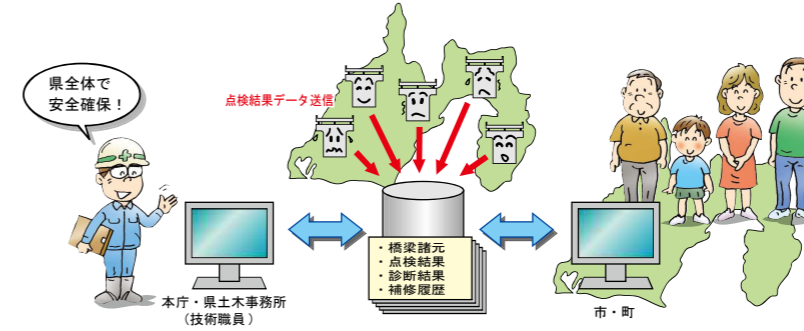 県全体で
安全確保！
点検結果データ送信
・橋梁諸元
・点検結果
・診断結果
・補修履歴
本庁・県土木事務所
（技術職員）
市・町